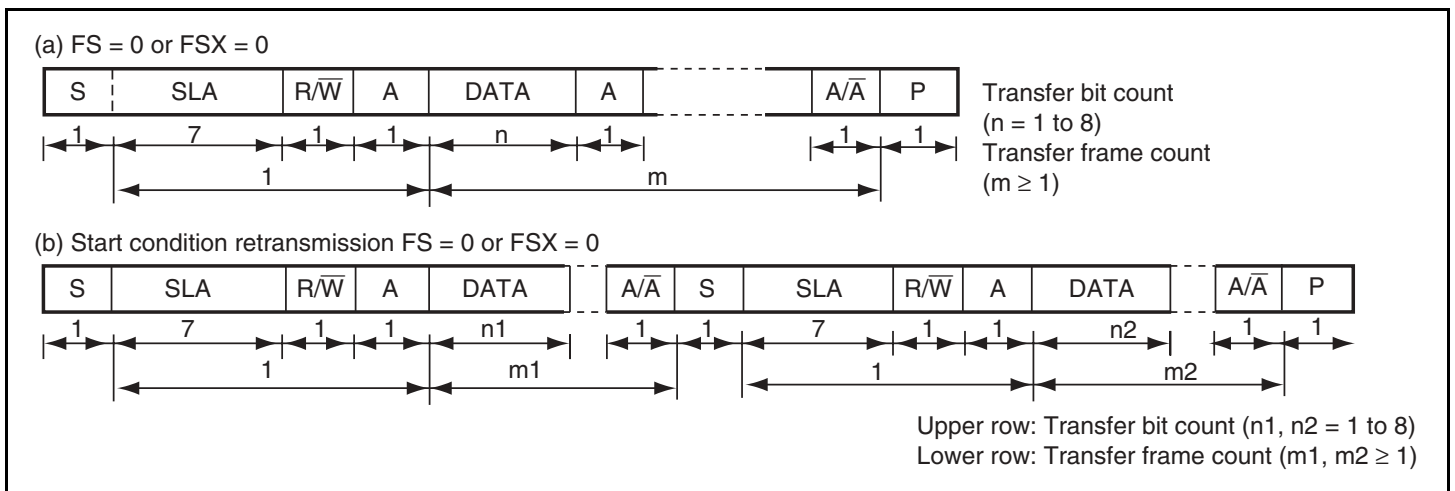 (a) FS = 0 or FSX = 0
S SLA R/W̅ A DATA A A/A̅ P
1 7 1 1 n 1 1 1
1 m
Transfer bit count
(n = 1 to 8)
Transfer frame count
(m ≥ 1)
(b) Start condition retransmission FS = 0 or FSX = 0
S SLA R/W̅ A DATA A/A̅ S SLA R/W̅ A DATA A/A̅ P
1 7 1 1 n1 1 1 7 1 1 n2 1 1
1 m1 1 m2
Upper row: Transfer bit count (n1, n2 = 1 to 8)
Lower row: Transfer frame count (m1, m2 ≥ 1)